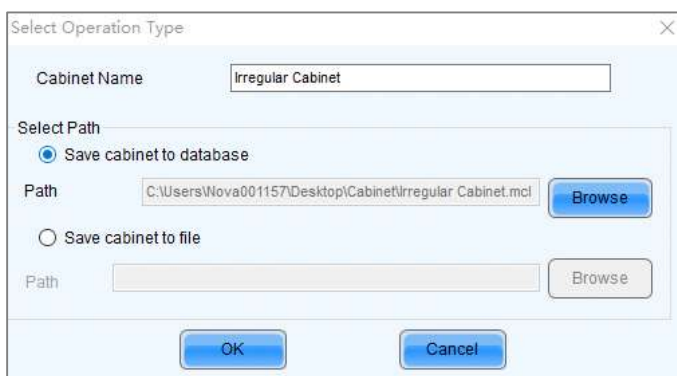 Select Operation Type
Cabinet Name Irregular Cabinet
Select Path
Save cabinet to database
Path C:\Users\Nova001157\Desktop\Cabinet\Irregular Cabinet.mcl Browse
Save cabinet to file
Path Browse
OK Cancel